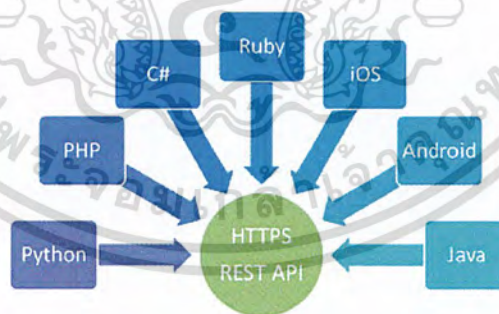 Ruby
C#
iOS
PHP
Android
Python
HTTPS
REST API
Java